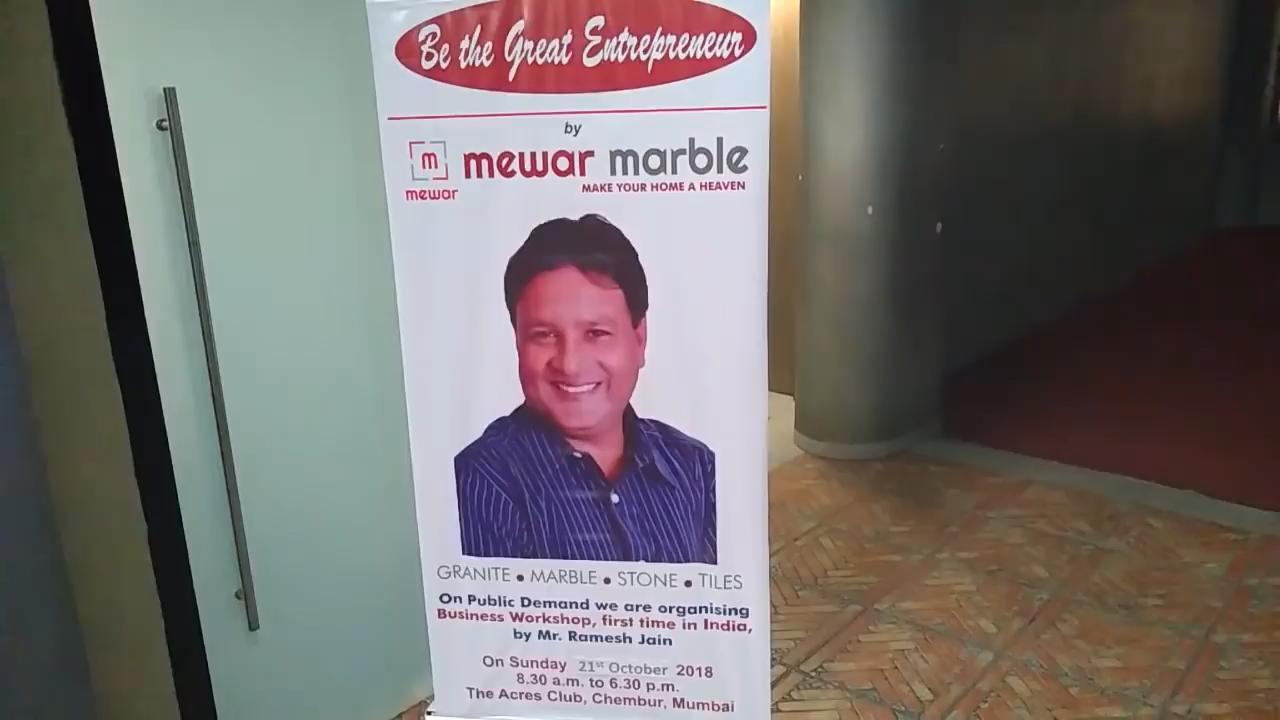 Be the Great Entrepreneur
by
m
mewar
mewar marble
MAKE YOUR HOME A HEAVEN
GRANITE • MARBLE • STONE • TILES
On Public Demand we are organising
Business Workshop, first time in India,
by Mr. Ramesh Jain
On Sunday 21st October 2018
8.30 a.m. to 6.30 p.m.
The Acres Club, Chembur, Mumbai